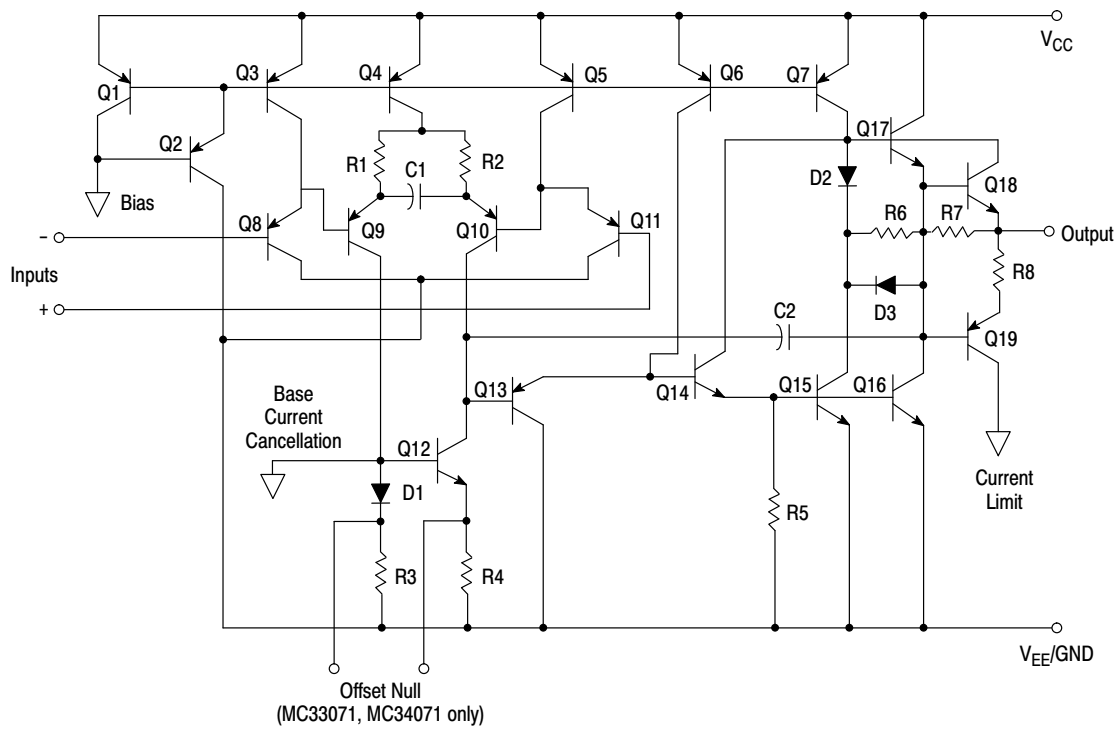 V_CC
Q1
Q3
Q4
Q5
Q6
Q7
Q2
Q17
R1
C1
R2
D2
Q18
Bias
Q8
Q9
Q10
Q11
R6
R7
Output
−
Inputs
+
R8
D3
C2
Q19
Base
Current
Cancellation
Q13
Q14
Q15
Q16
Q12
D1
Current
Limit
R5
R3
R4
V_EE/GND
Offset Null
(MC33071, MC34071 only)